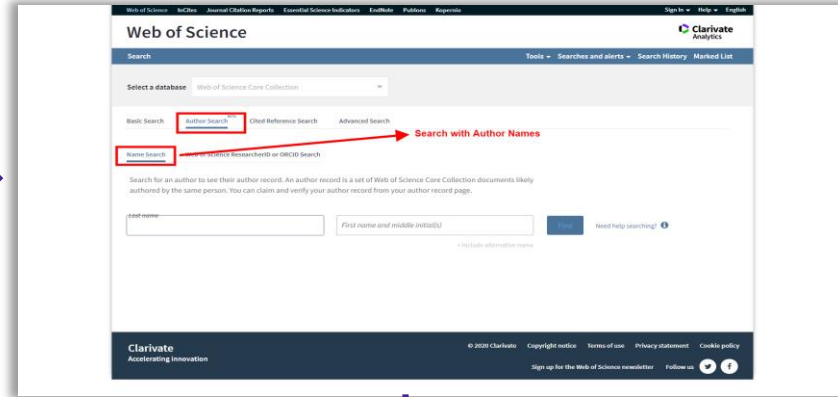 Web of Science InCites Journal Citation Reports Essential Science Indicators EndNote Publons Kopernio Sign In Help English
Web of Science
Clarivate
Analytics
Search Tools Searches and alerts Search History Marked List
Select a database Web of Science Core Collection
Basic Search Author Search BETA Cited Reference Search Advanced Search
Search with Author Names
Name Search Web of Science ResearcherID or ORCID Search
Search for an author to see their author record. An author record is a set of Web of Science Core Collection documents likely
authored by the same person. You can claim and verify your author record from your author record page.
Last name
First name and middle initial(s) Find Need help searching?
+ Include alternative name
Clarivate
Accelerating innovation
© 2020 Clarivate Copyright notice Terms of use Privacy statement Cookie policy
Sign up for the Web of Science newsletter Follow us